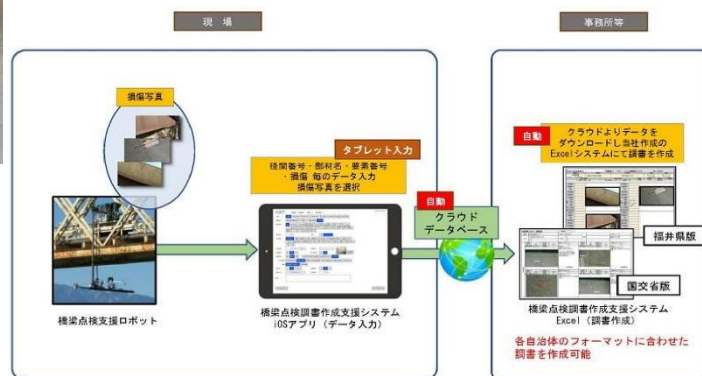 現 場
事務所等
損傷写真
タブレット入力
径間番号・部材名・要素番号
・損傷 毎のデータ入力
損傷写真を選択
自動
クラウド
データベース
自動
クラウドよりデータを
ダウンロードし当社作成の
Excelシステムにて調書を作成
福井県版
国交省版
橋梁点検支援ロボット
橋梁点検調書作成支援システム
iOSアプリ（データ入力）
橋梁点検調書作成支援システム
Excel（調書作成）
各自治体のフォーマットに合わせた
調書を作成可能